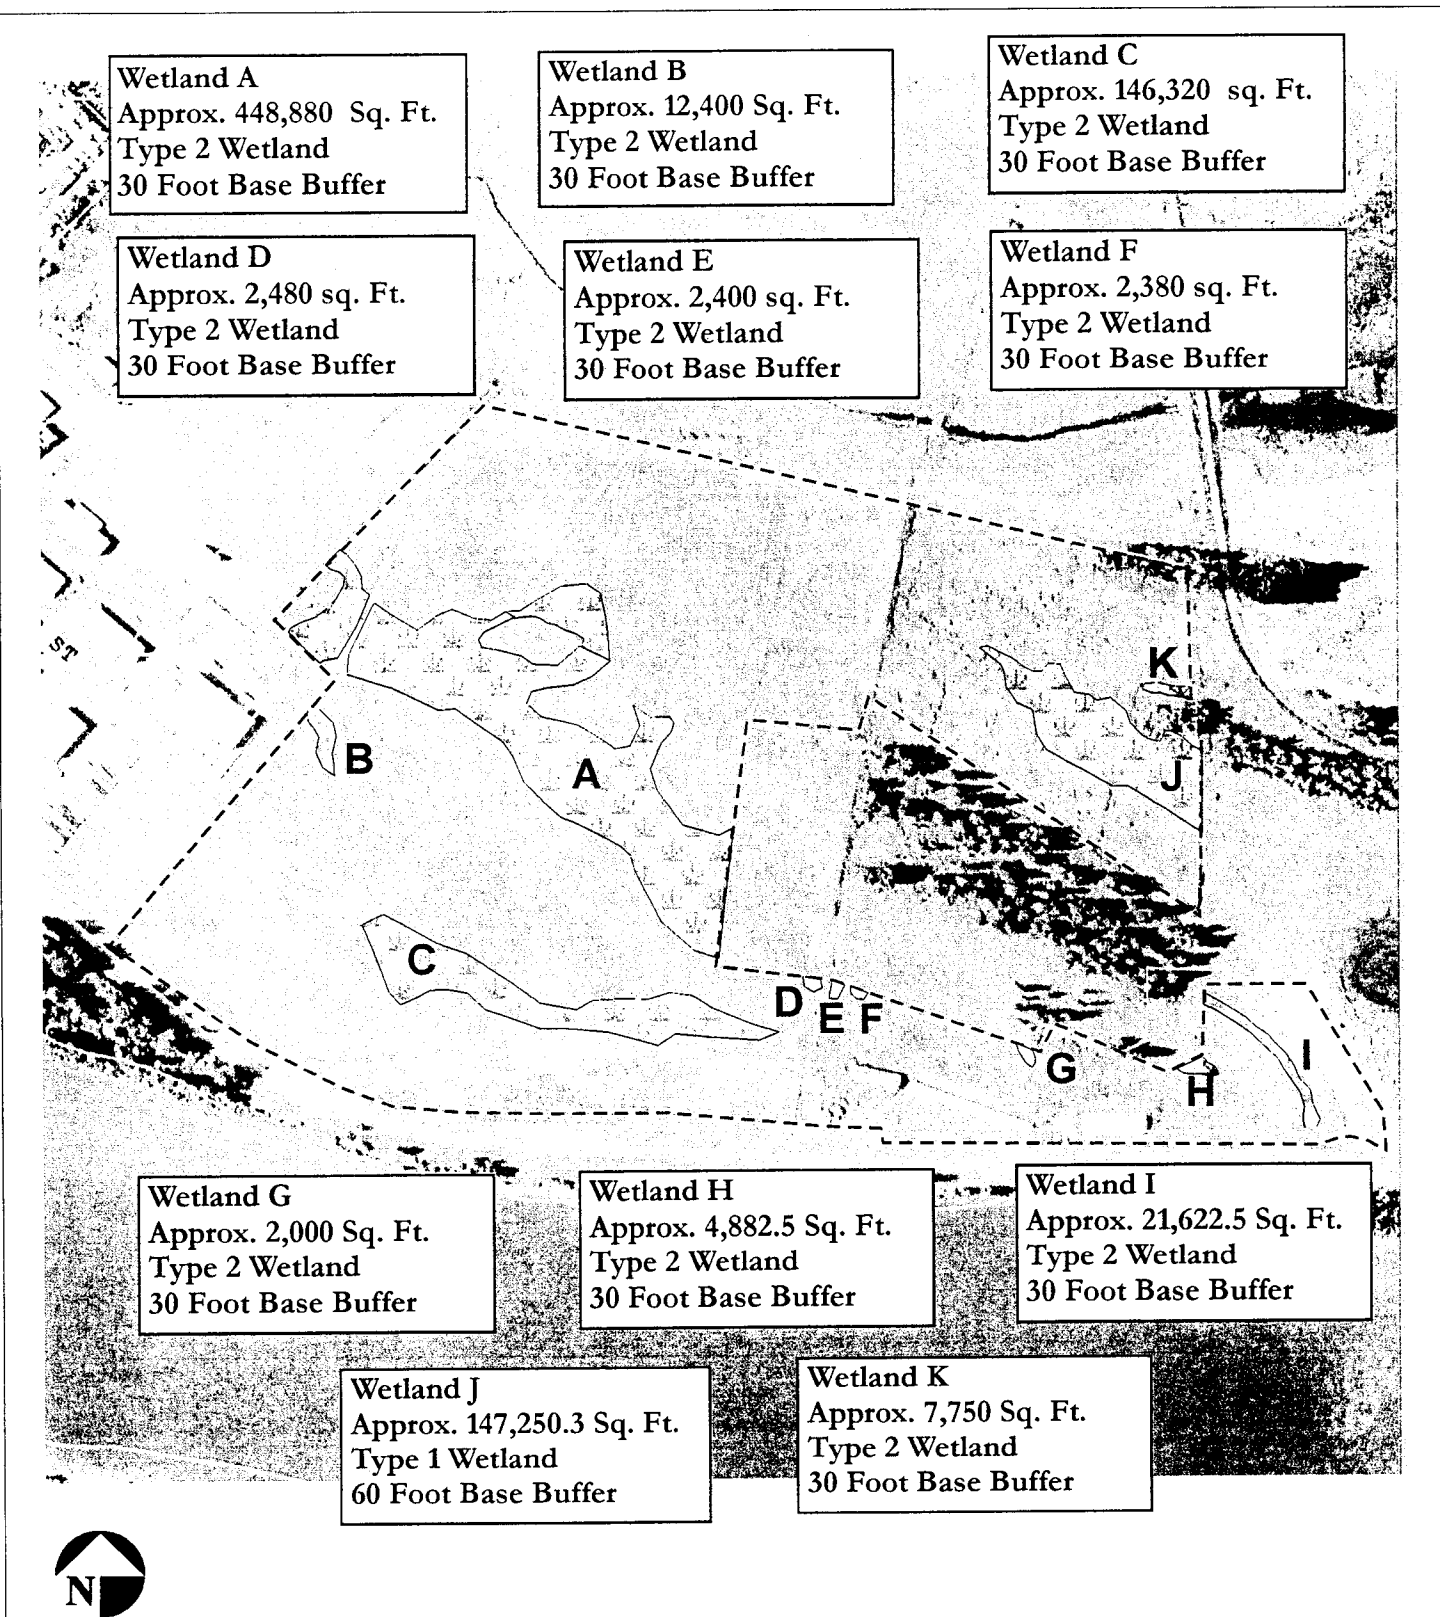 Wetland A
Approx. 448,880 Sq. Ft.
Type 2 Wetland
30 Foot Base Buffer
Wetland B
Approx. 12,400 Sq. Ft.
Type 2 Wetland
30 Foot Base Buffer
Wetland C
Approx. 146,320 sq. Ft.
Type 2 Wetland
30 Foot Base Buffer
Wetland D
Approx. 2,480 sq. Ft.
Type 2 Wetland
30 Foot Base Buffer
Wetland E
Approx. 2,400 sq. Ft.
Type 2 Wetland
30 Foot Base Buffer
Wetland F
Approx. 2,380 sq. Ft.
Type 2 Wetland
30 Foot Base Buffer
ST
K
B
A
J
C
D
E
F
G
H
I
Wetland G
Approx. 2,000 Sq. Ft.
Type 2 Wetland
30 Foot Base Buffer
Wetland H
Approx. 4,882.5 Sq. Ft.
Type 2 Wetland
30 Foot Base Buffer
Wetland I
Approx. 21,622.5 Sq. Ft.
Type 2 Wetland
30 Foot Base Buffer
Wetland J
Approx. 147,250.3 Sq. Ft.
Type 1 Wetland
60 Foot Base Buffer
Wetland K
Approx. 7,750 Sq. Ft.
Type 2 Wetland
30 Foot Base Buffer
N